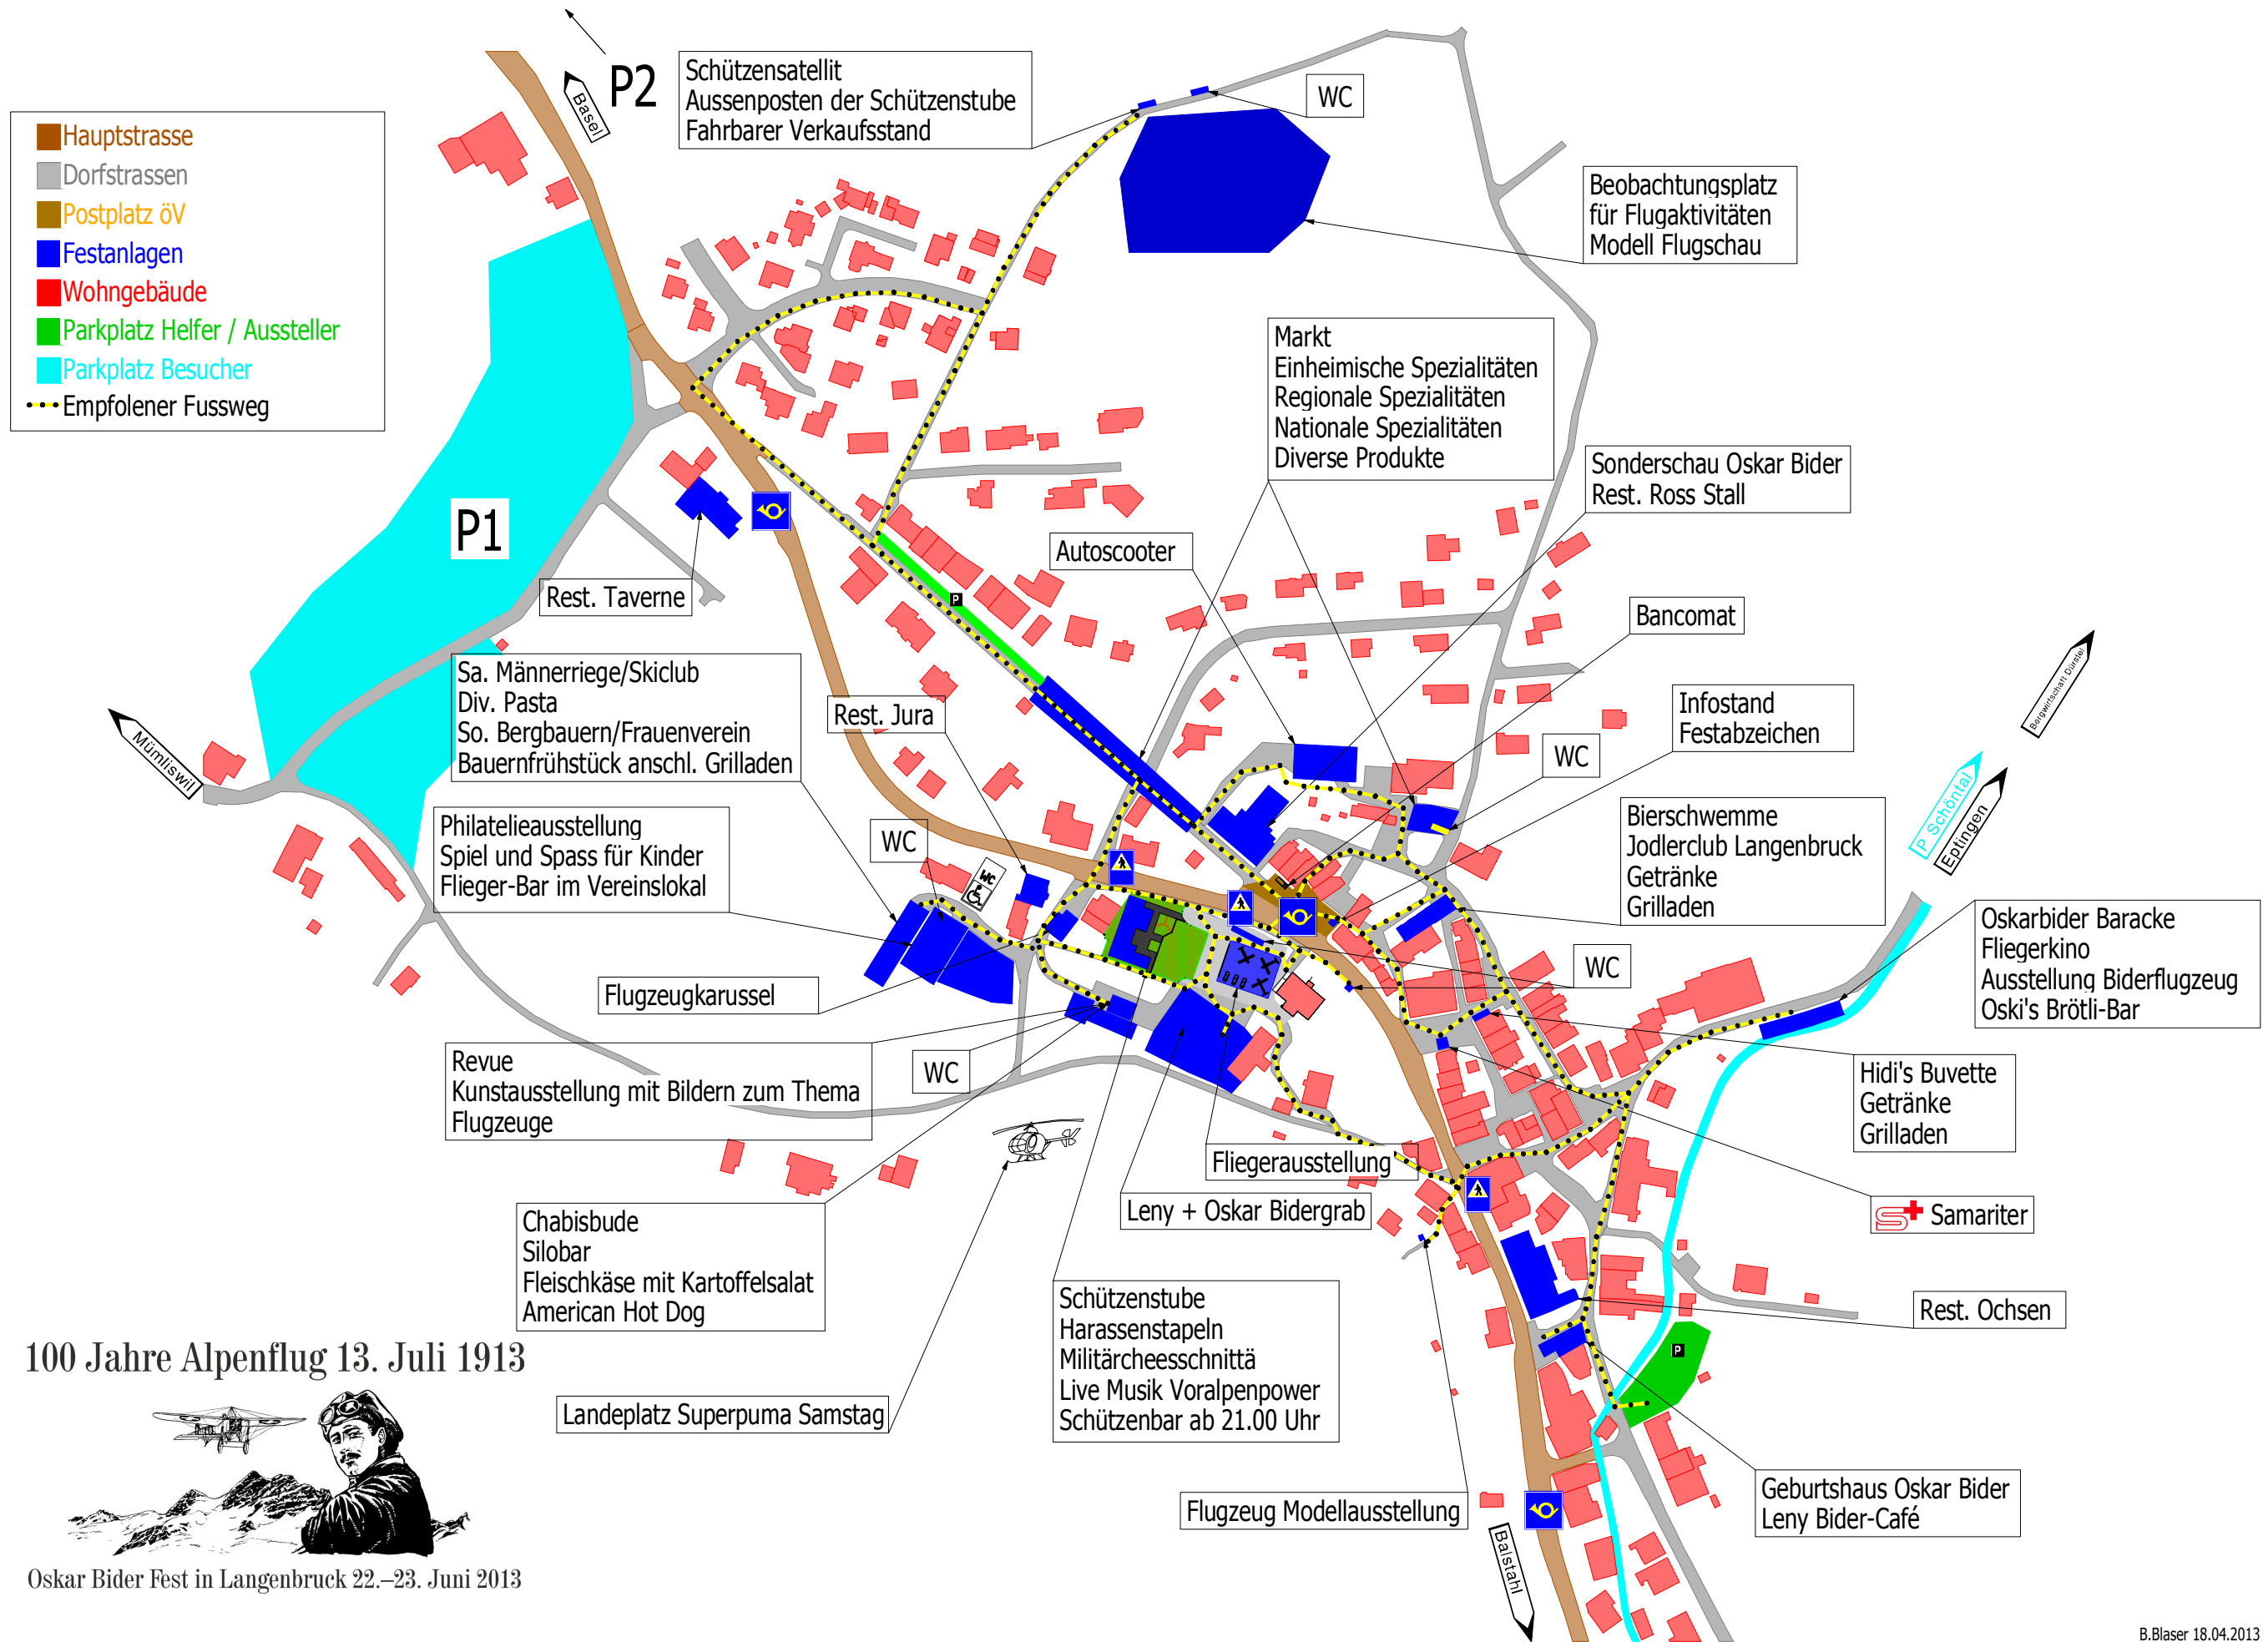 P2
Basel
Schützensatellit
Aussenposten der Schützenstube
Fahrbarer Verkaufsstand
WC
Hauptstrasse
Dorfstrassen
Postplatz öV
Festanlagen
Wohngebäude
Parkplatz Helfer / Aussteller
Parkplatz Besucher
Empfolener Fussweg
Beobachtungsplatz
für Flugaktivitäten
Modell Flugschau
Markt
Einheimische Spezialitäten
Regionale Spezialitäten
Nationale Spezialitäten
Diverse Produkte
Sonderschau Oskar Bider
Rest. Ross Stall
P1
Autoscooter
Rest. Taverne
P
Bancomat
Sa. Männerriege/Skiclub
Div. Pasta
So. Bergbauern/Frauenverein
Bauernfrühstück anschl. Grilladen
Rest. Jura
Infostand
Festabzeichen
Bergwirtschaft Dürstel
Mümliswil
WC
P Schöntal
Eptingen
Philatelieausstellung
Spiel und Spass für Kinder
Flieger-Bar im Vereinslokal
WC
WC
Bierschwemme
Jodlerclub Langenbruck
Getränke
Grilladen
Oskarbider Baracke
Fliegerkino
Ausstellung Biderflugzeug
Oski's Brötli-Bar
Flugzeugkarussel
WC
Revue
Kunstausstellung mit Bildern zum Thema
Flugzeuge
WC
Hidi's Buvette
Getränke
Grilladen
Fliegerausstellung
Leny + Oskar Bidergrab
Samariter
Chabisbude
Silobar
Fleischkäse mit Kartoffelsalat
American Hot Dog
Schützenstube
Harassenstapeln
Militärcheesschnittä
Live Musik Voralpenpower
Schützenbar ab 21.00 Uhr
Rest. Ochsen
P
100 Jahre Alpenflug 13. Juli 1913
Landeplatz Superpuma Samstag
Flugzeug Modellausstellung
Geburtshaus Oskar Bider
Leny Bider-Café
Balstahl
Oskar Bider Fest in Langenbruck 22.–23. Juni 2013
B.Blaser 18.04.2013